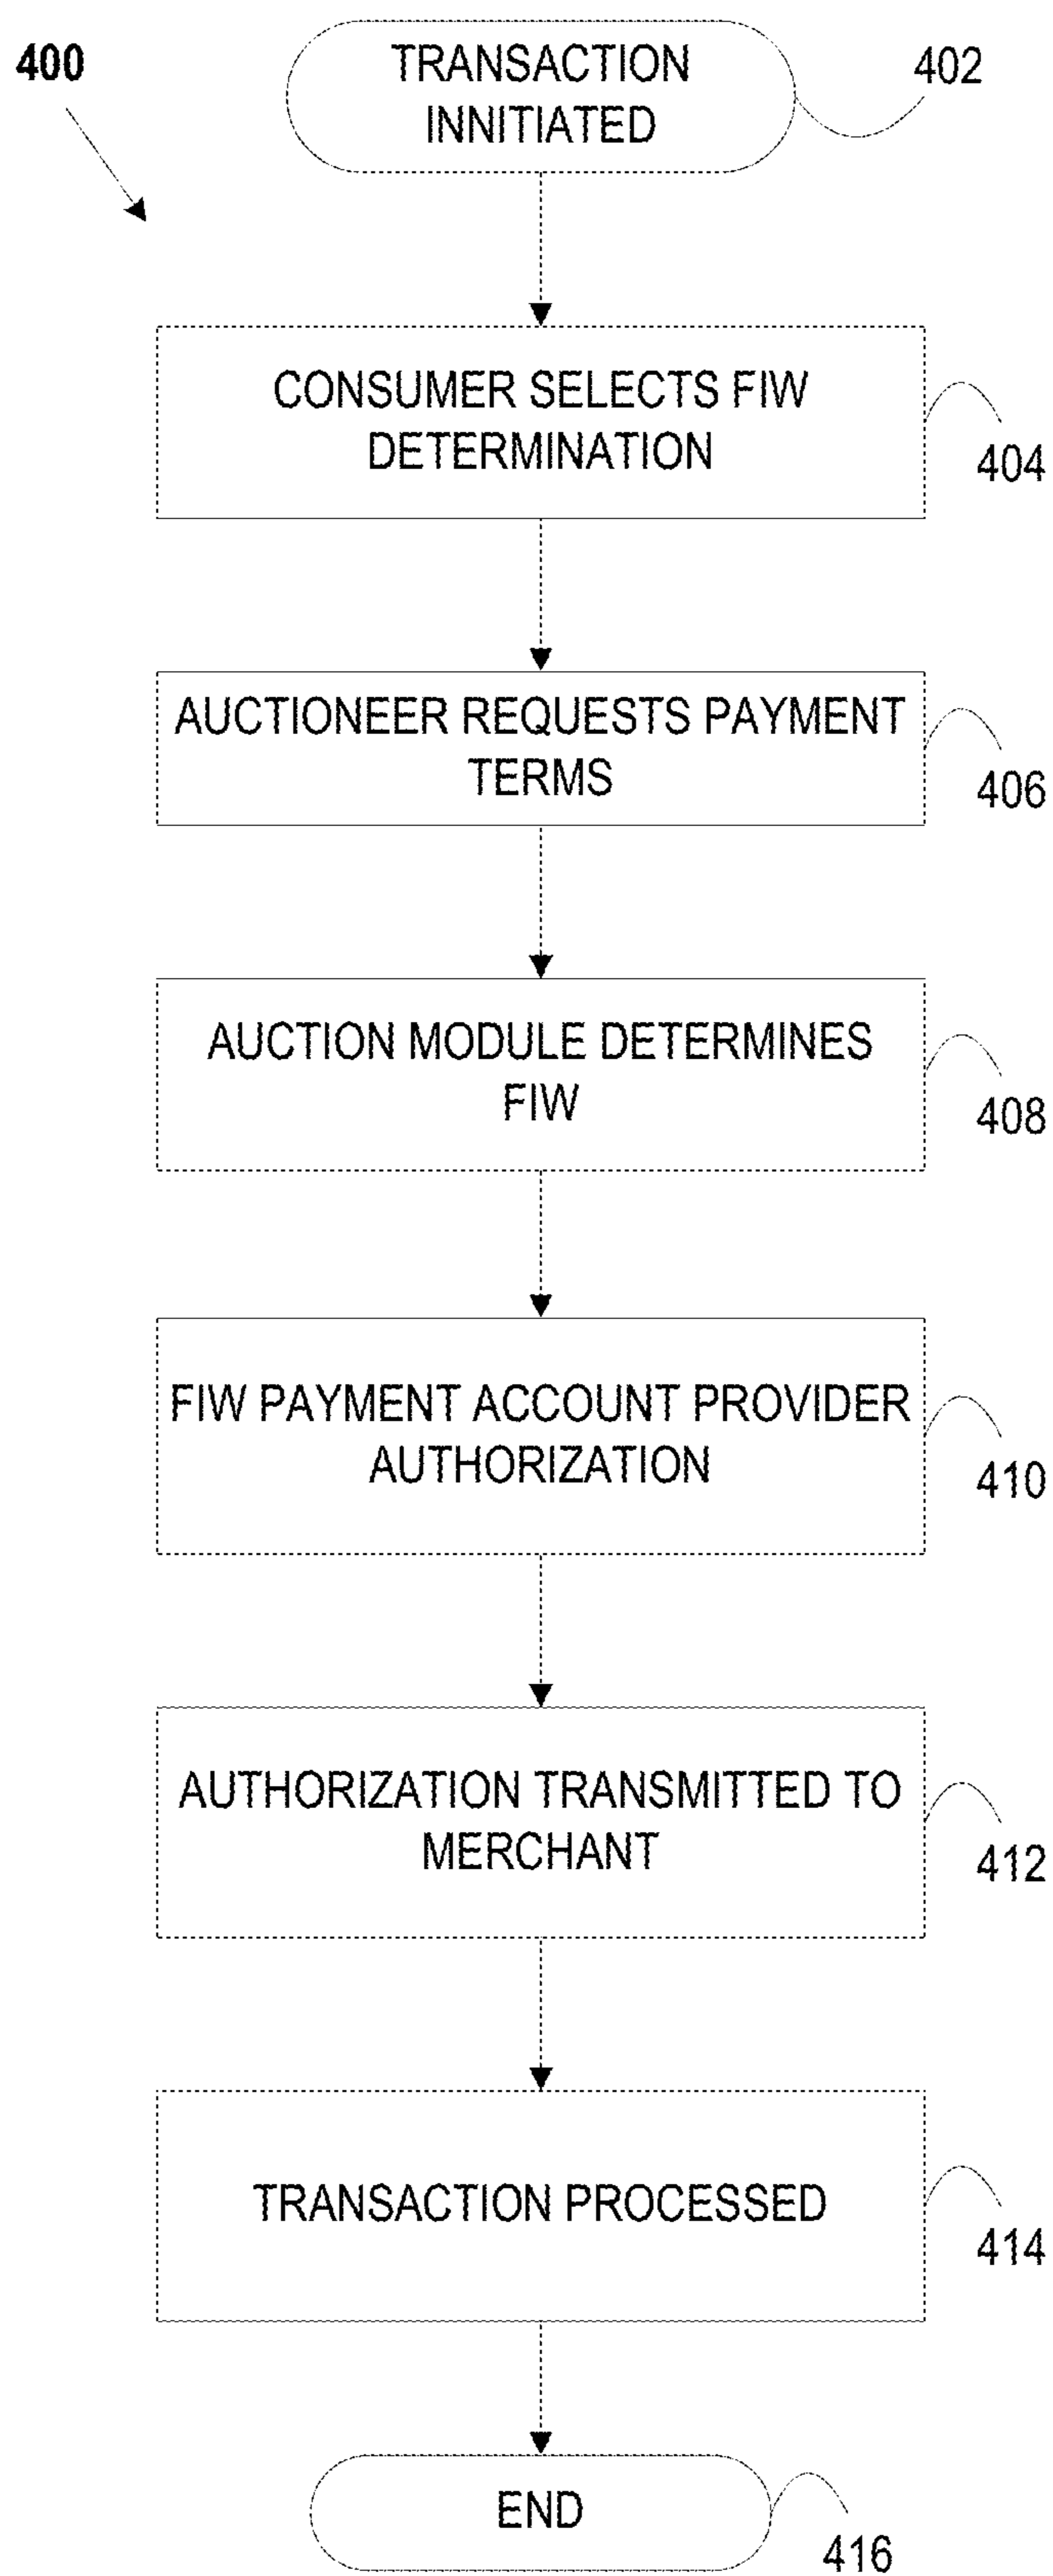 400
TRANSACTION
INNITIATED
402
CONSUMER SELECTS FIW
DETERMINATION
404
AUCTIONEER REQUESTS PAYMENT
TERMS
406
AUCTION MODULE DETERMINES
FIW
408
FIW PAYMENT ACCOUNT PROVIDER
AUTHORIZATION
410
AUTHORIZATION TRANSMITTED TO
MERCHANT
412
TRANSACTION PROCESSED
414
END
416